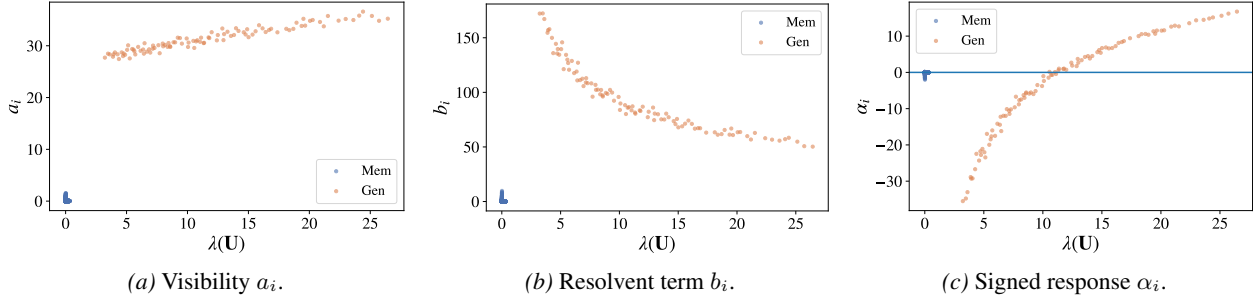 30
20
10
0
a_i
0
5
10
15
20
25
λ(U)
Mem
Gen
(a) Visibility a_i.
150
100
50
0
b_i
0
5
10
15
20
25
λ(U)
Mem
Gen
(b) Resolvent term b_i.
10
0
−10
−20
−30
α_i
0
5
10
15
20
25
λ(U)
Mem
Gen
(c) Signed response α_i.